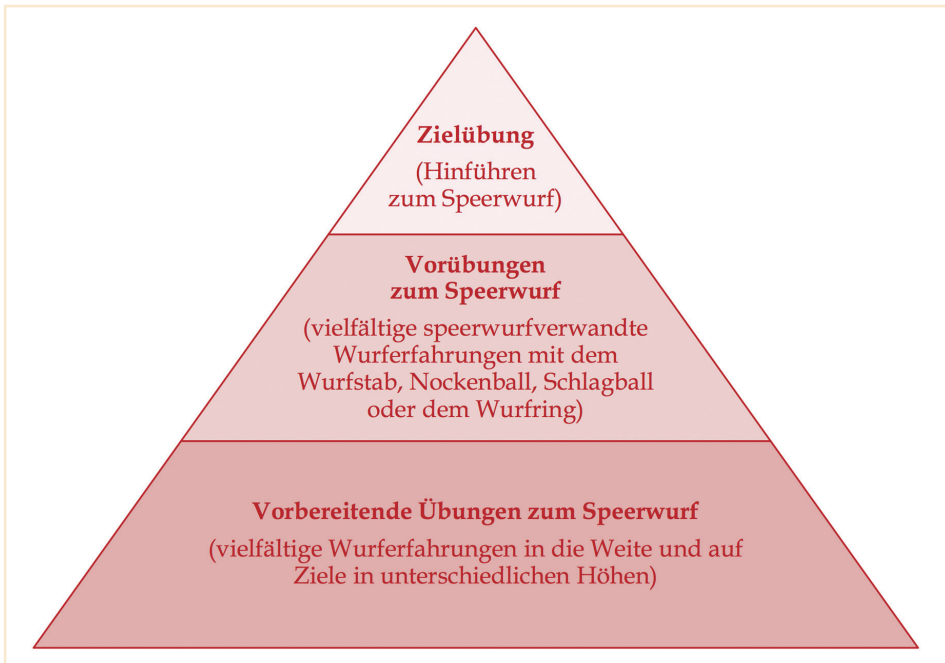 Zielübung
(Hinführen
zum Speerwurf)
Vorübungen
zum Speerwurf
(vielfältige speerwurfverwandte
Wurferfahrungen mit dem
Wurfstab, Nockenball, Schlagball
oder dem Wurfring)
Vorbereitende Übungen zum Speerwurf
(vielfältige Wurferfahrungen in die Weite und auf
Ziele in unterschiedlichen Höhen)